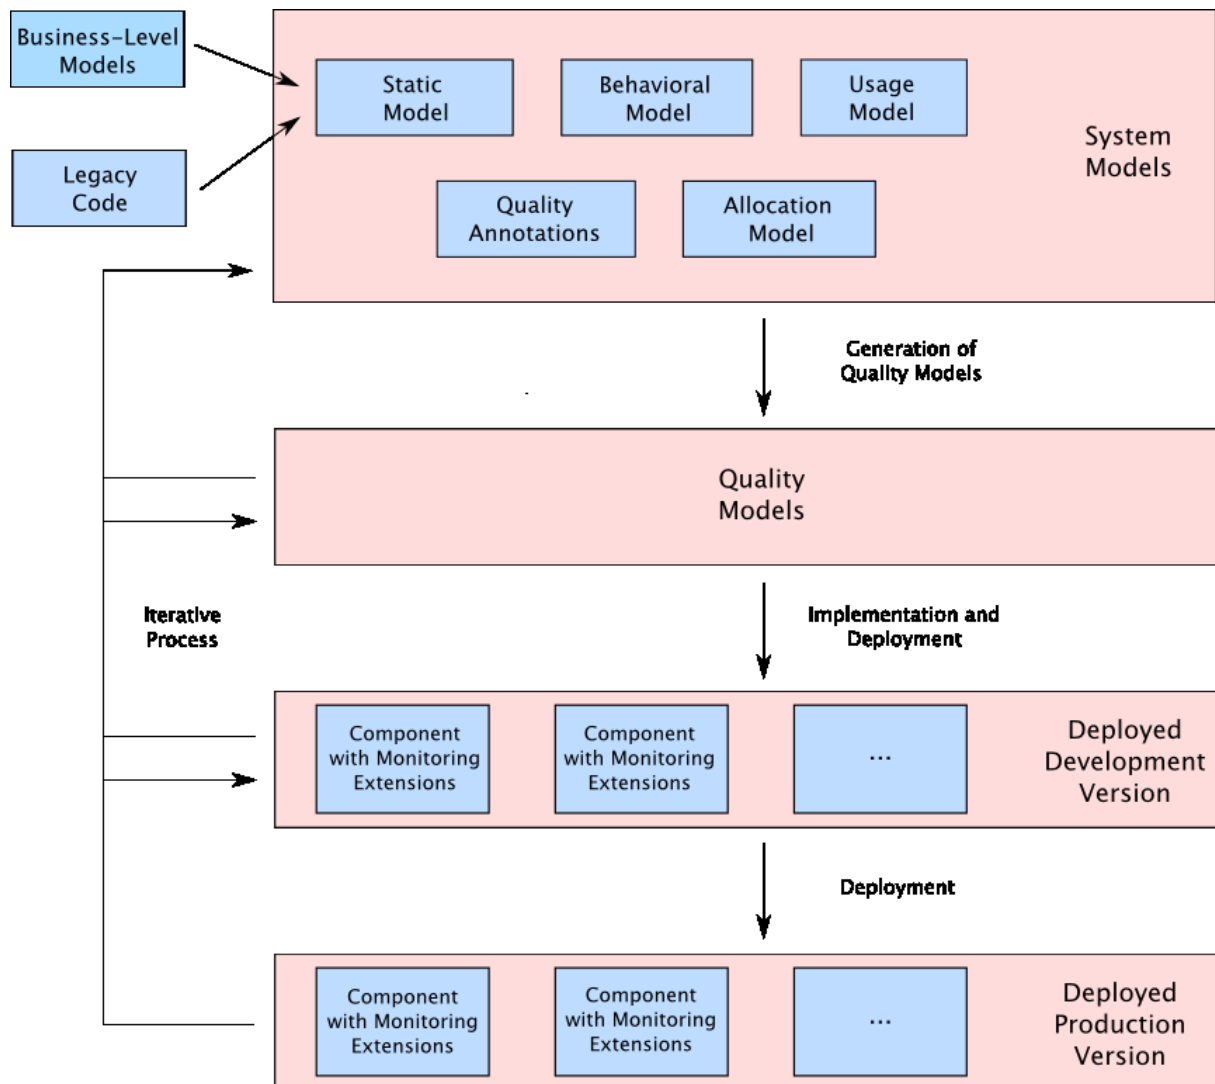 Business-Level
Models
Static
Model
Behavioral
Model
Usage
Model
System
Models
Legacy
Code
Quality
Annotations
Allocation
Model
Generation of
Quality Models
Quality
Models
Iterative
Process
Implementation and
Deployment
Component
with Monitoring
Extensions
Component
with Monitoring
Extensions
...
Deployed
Development
Version
Deployment
Component
with Monitoring
Extensions
Component
with Monitoring
Extensions
...
Deployed
Production
Version